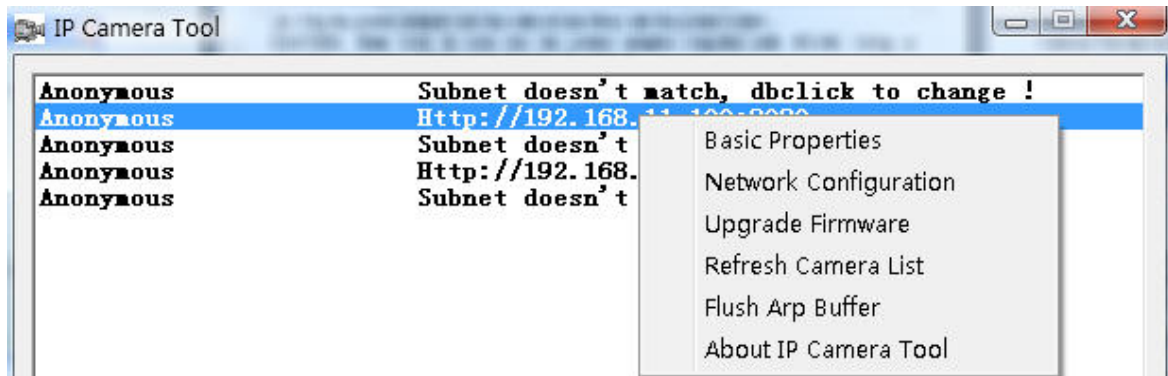 IP Camera Tool
Anonymous Subnet doesn't match, dbclick to change !
Anonymous Http://192.168.
Anonymous Subnet doesn't
Anonymous Http://192.168.
Anonymous Subnet doesn't
Basic Properties
Network Configuration
Upgrade Firmware
Refresh Camera List
Flush Arp Buffer
About IP Camera Tool